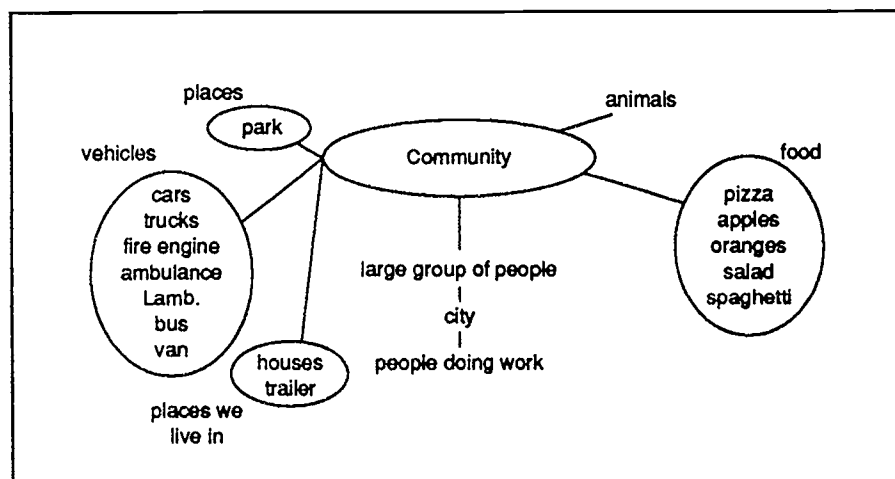 places
park
vehicles
cars
trucks
fire engine
ambulance
Lamb.
bus
van
houses
trailer
places we
live in
Community
large group of people
city
people doing work
animals
food
pizza
apples
oranges
salad
spaghetti